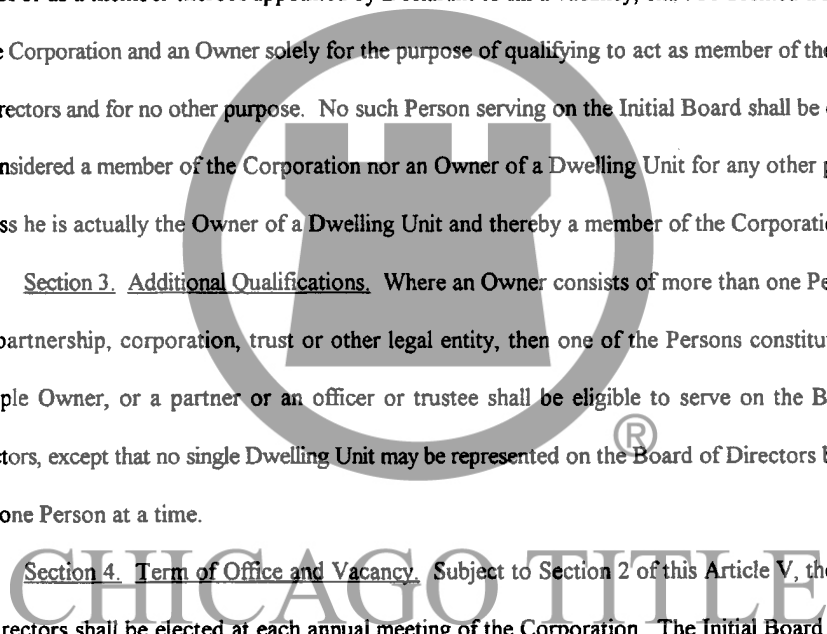 e Corporation and an Owner solely for the purpose of qualifying to act as member of the
rectors and for no other purpose. No such Person serving on the Initial Board shall be
nsidered a member of the Corporation nor an Owner of a Dwelling Unit for any other p
ss he is actually the Owner of a Dwelling Unit and thereby a member of the Corporati
Section 3. Additional Qualifications. Where an Owner consists of more than one Pe
partnership, corporation, trust or other legal entity, then one of the Persons constitu
ple Owner, or a partner or an officer or trustee shall be eligible to serve on the B
®
ctors, except that no single Dwelling Unit may be represented on the Board of Directors b
one Person at a time.
CHICAGO TITLE
Section 4. Term of Office and Vacancy. Subject to Section 2 of this Article V, the
rectors shall be elected at each annual meeting of the Corporation. The Initial Board